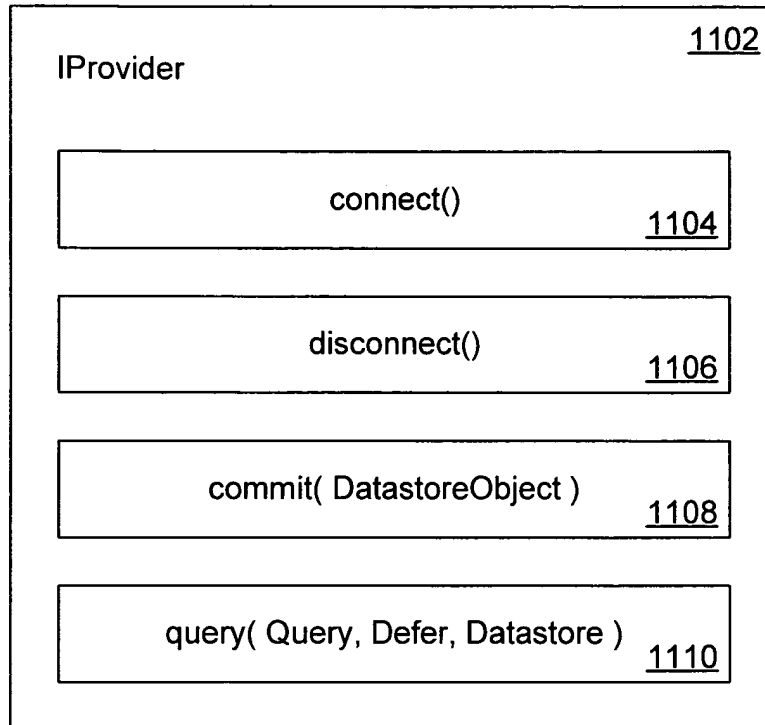 1102
IProvider
connect()
1104
disconnect()
1106
commit( DatastoreObject )
1108
query( Query, Defer, Datastore )
1110